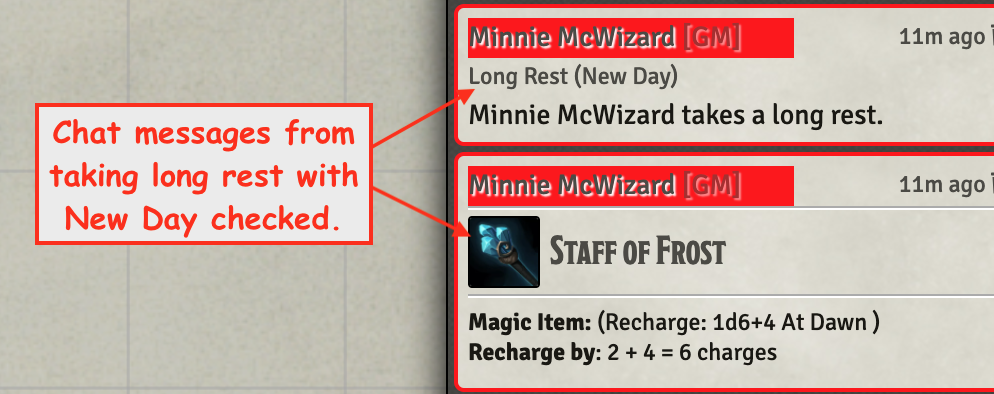 Minnie McWizard [GM]
11m ago
Long Rest (New Day)
Minnie McWizard takes a long rest.
Chat messages from
taking long rest with
New Day checked.
Minnie McWizard [GM]
11m ago
Staff of Frost
Magic Item: (Recharge: 1d6+4 At Dawn )
Recharge by: 2 + 4 = 6 charges